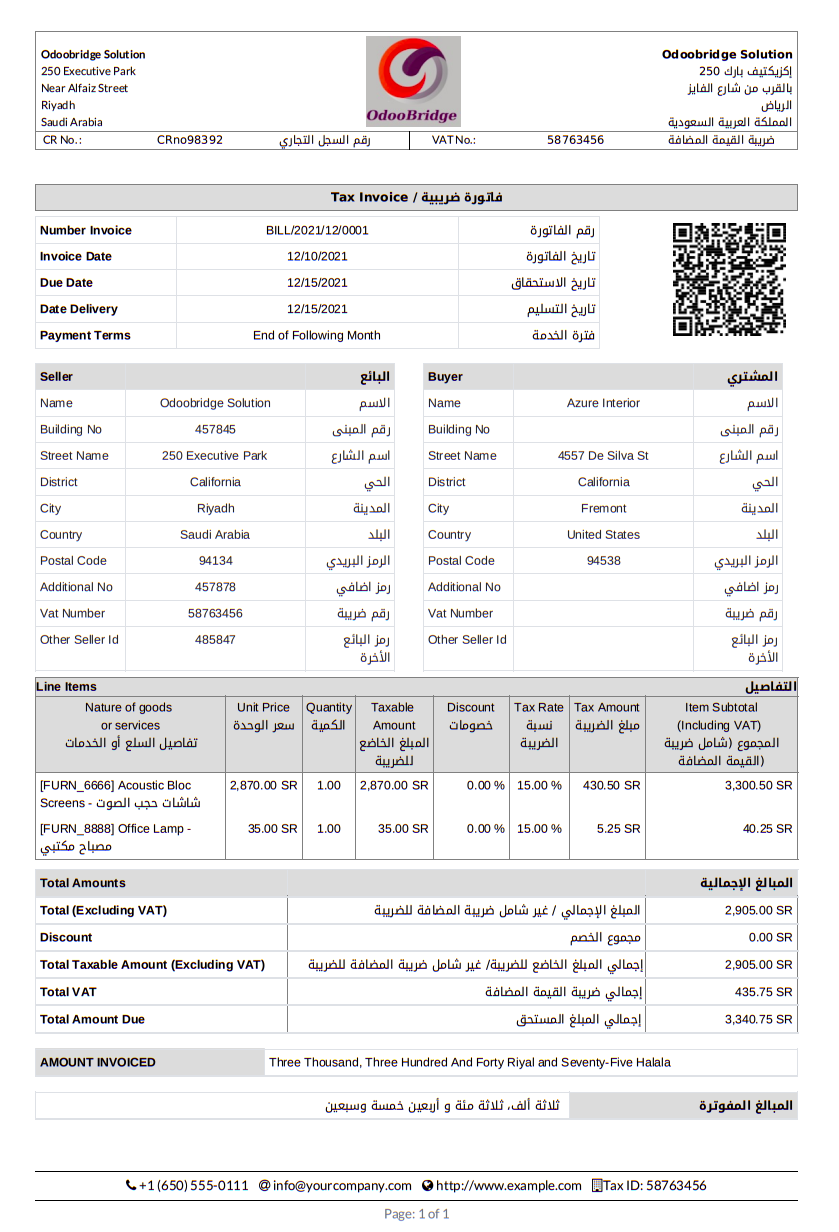 Odoobridge Solution
250 Executive Park
Near Alfaiz Street
Riyadh
Saudi Arabia
OdooBridge
Odoobridge Solution
إكزيكتيف بارك 250
بالقرب من شارع الفايز
الرياض
المملكة العربية السعودية
CR No.: CRno98392 رقم السجل التجاري VAT No.: 58763456 ضريبة القيمة المضافة
Tax Invoice / فاتورة ضريبية
Number Invoice BILL/2021/12/0001 رقم الفاتورة
Invoice Date 12/10/2021 تاريخ الفاتورة
Due Date 12/15/2021 تاريخ الاستحقاق
Date Delivery 12/15/2021 تاريخ التسليم
Payment Terms End of Following Month فترة الخدمة
Seller البائع
Name Odoobridge Solution الاسم
Building No 457845 رقم المبنى
Street Name 250 Executive Park اسم الشارع
District California الحي
City Riyadh المدينة
Country Saudi Arabia البلد
Postal Code 94134 الرمز البريدي
Additional No 457878 رمز اضافي
Vat Number 58763456 رقم ضريبة
Other Seller Id 485847 رمز البائع
الأخرة
Buyer المشتري
Name Azure Interior الاسم
Building No رقم المبنى
Street Name 4557 De Silva St اسم الشارع
District California الحي
City Fremont المدينة
Country United States البلد
Postal Code 94538 الرمز البريدي
Additional No رمز اضافي
Vat Number رقم ضريبة
Other Seller Id رمز البائع
الأخرة
Line Items التفاصيل
Nature of goods
or services
تفاصيل السلع أو الخدمات
Unit Price
سعر الوحدة
Quantity
الكمية
Taxable
Amount
المبلغ الخاضع
للضريبة
Discount
خصومات
Tax Rate
نسبة
الضريبة
Tax Amount
مبلغ الضريبة
Item Subtotal
(Including VAT)
المجموع (شامل ضريبة
القيمة المضافة)
[FURN_6666] Acoustic Bloc 2,870.00 SR 1.00 2,870.00 SR 0.00 % 15.00 % 430.50 SR 3,300.50 SR
Screens - شاشات حجب الصوت
[FURN_8888] Office Lamp - 35.00 SR 1.00 35.00 SR 0.00 % 15.00 % 5.25 SR 40.25 SR
مصباح مكتبي
Total Amounts المبالغ الإجمالية
Total (Excluding VAT) المبلغ الإجمالي / غير شامل ضريبة المضافة للضريبة 2,905.00 SR
Discount مجموع الخصم 0.00 SR
Total Taxable Amount (Excluding VAT) إجمالي المبلغ الخاضع للضريبة/ غير شامل ضريبة المضافة للضريبة 2,905.00 SR
Total VAT إجمالي ضريبة القيمة المضافة 435.75 SR
Total Amount Due إجمالي المبلغ المستحق 3,340.75 SR
AMOUNT INVOICED Three Thousand, Three Hundred And Forty Riyal and Seventy-Five Halala
المبالغ المفوترة ثلاثة ألف، ثلاثة مئة و أربعين خمسة وسبعين
+1 (650) 555-0111 @ info@yourcompany.com http://www.example.com Tax ID: 58763456
Page: 1 of 1